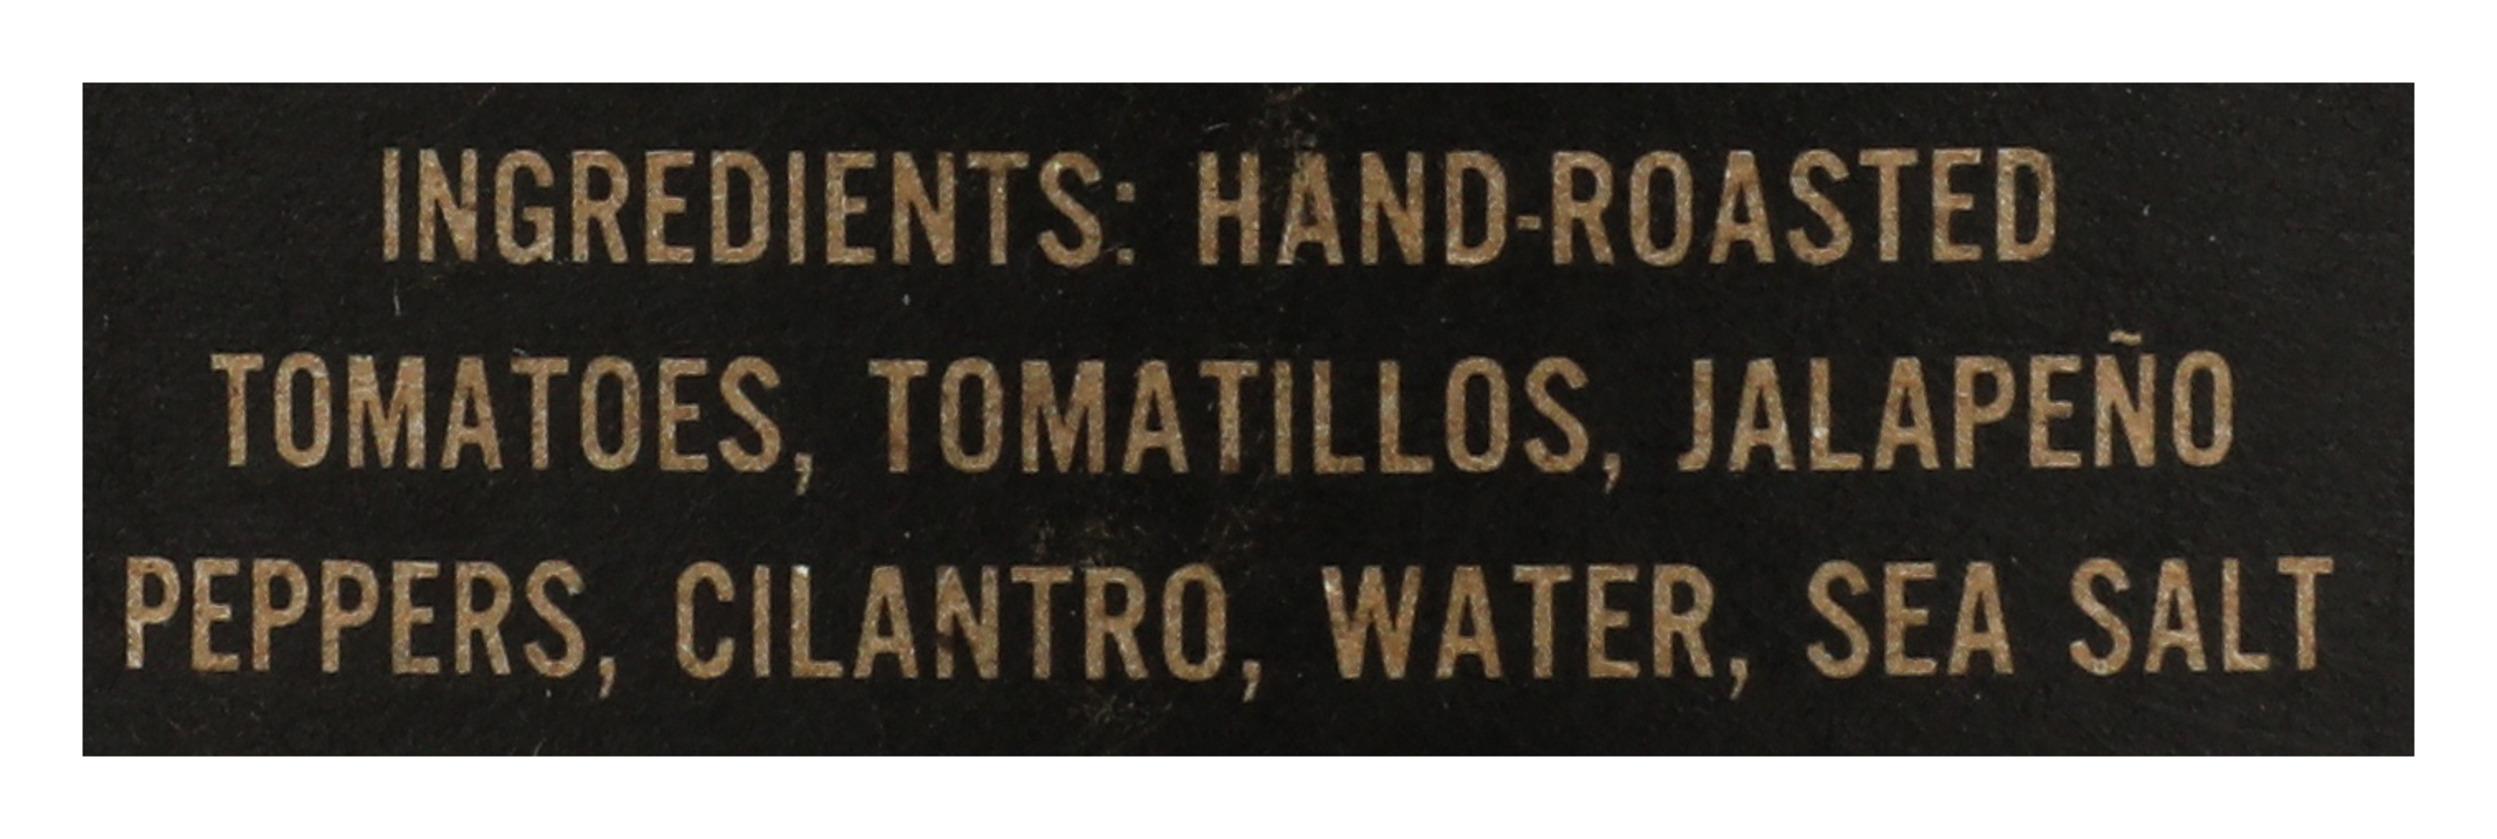 INGREDIENTS: HAND-ROASTED
TOMATOES, TOMATILLOS, JALAPEÑO
PEPPERS, CILANTRO, WATER, SEA SALT